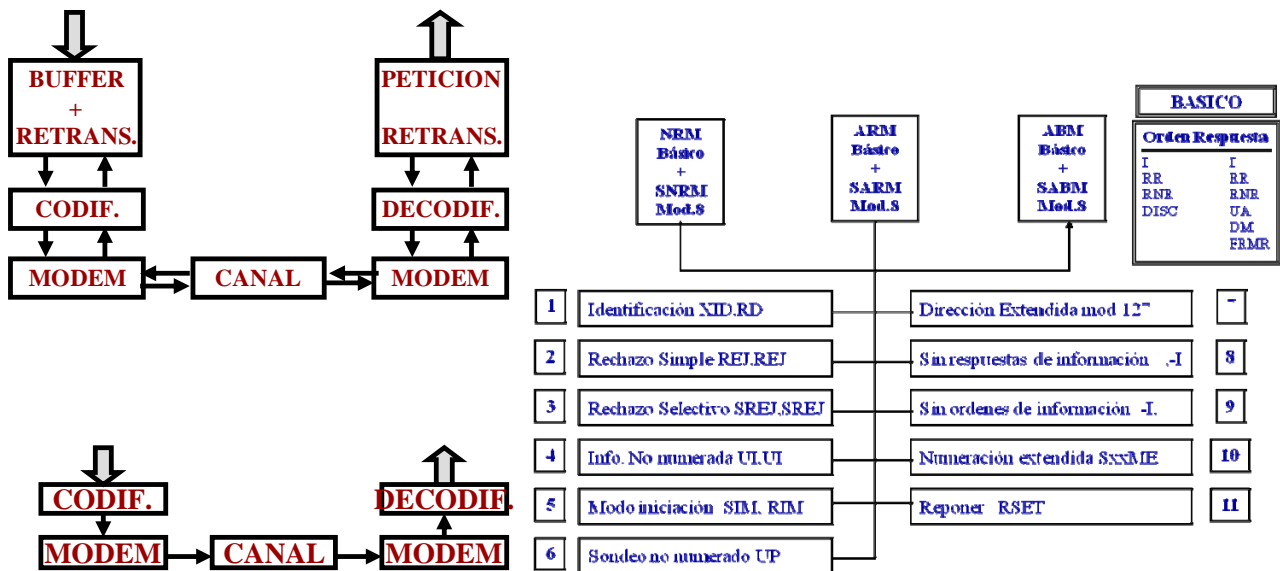 BUFFER
+
RETRANS.
PETICION
RETRANS.
CODIF.
DECODIF.
MODEM
CANAL
MODEM
CODIF.
DECODIF.
MODEM
CANAL
MODEM
NRM
Básico
+
SNRM
Mod.8
ARM
Básico
+
SARM
Mod.8
ABM
Básico
+
SABM
Mod.8
BASICO
Orden Respuesta
I I
RR RR
RNR RNR
DISC UA
DM
FRMR
1 Identificación XID.RD
Dirección Extendida mod 127
2 Rechazo Simple REJ.REJ
Sin respuestas de información .-I 8
3 Rechazo Selectivo SREJ.SREJ
Sin ordenes de información -I. 9
4 Info. No numerada UI.UI
Numeración extendida SxxME 10
5 Modo iniciación SIM, RIM
Reponer RSET 11
6 Sondeo no numerado UP